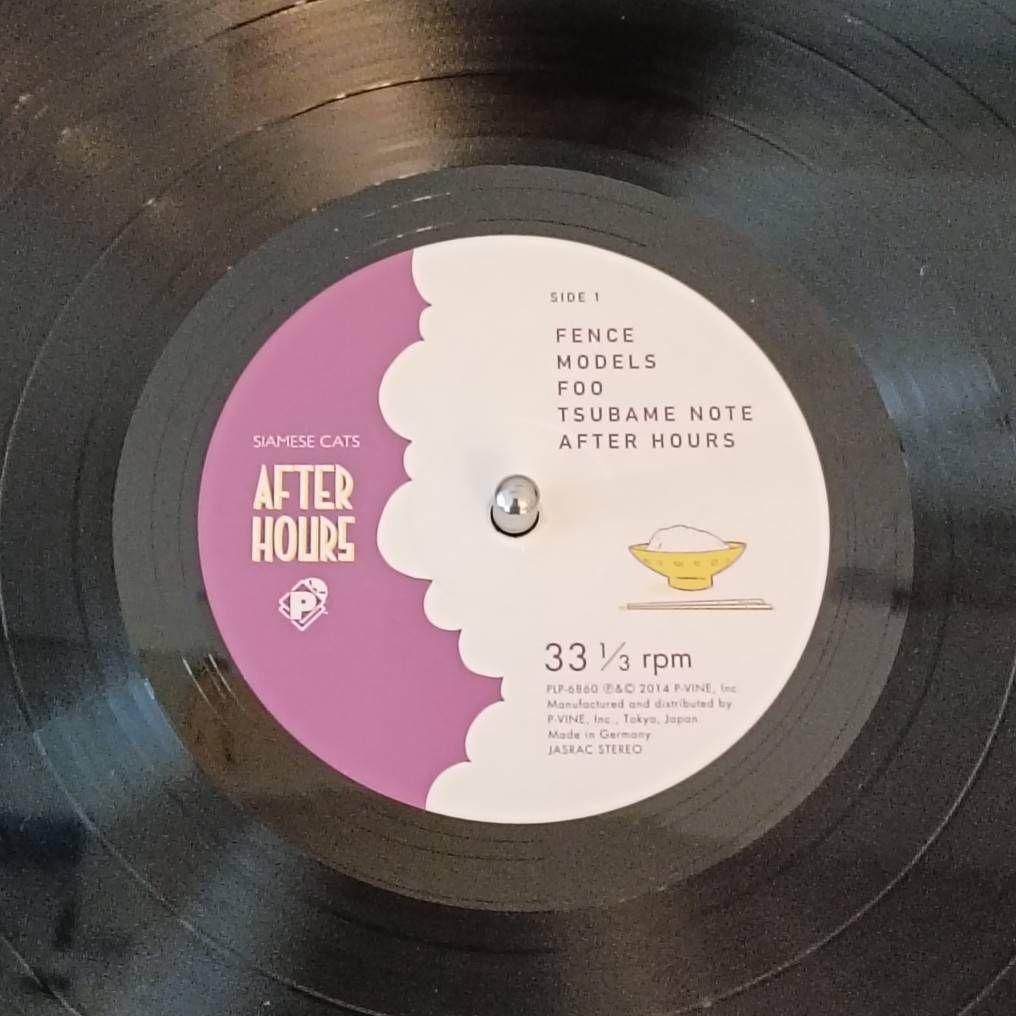 SIDE 1
FENCE
MODELS
FOO
TSUBAME NOTE
AFTER HOURS
SIAMESE CATS
AFTER
HOURS
P
33 1/3 rpm
PLP-6860 ℗&© 2014 P-VINE, Inc.
Manufactured and distributed by
P-VINE, Inc., Tokyo, Japan
Made in Germany
JASRAC STEREO